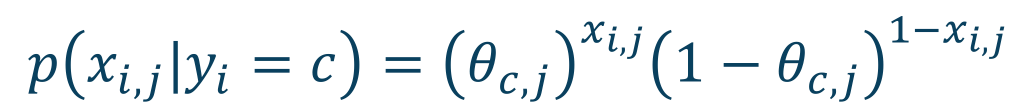 p(x_{i,j}|y_i = c) = (θ_{c,j})^{x_{i,j}}(1 − θ_{c,j})^{1−x_{i,j}}